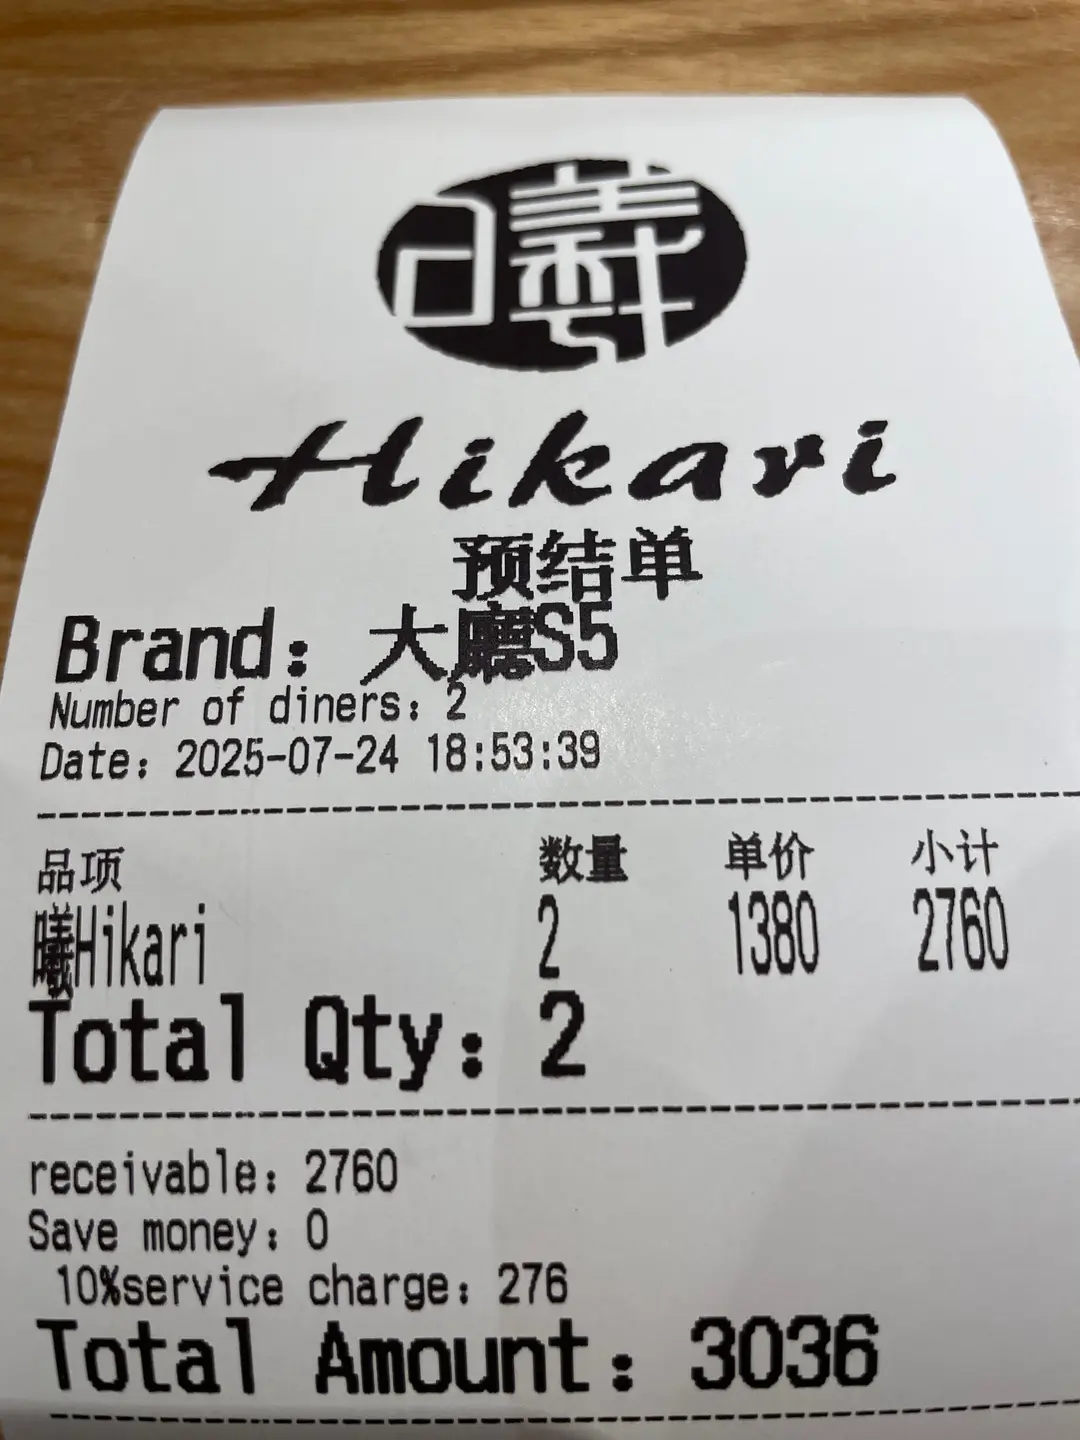 曦
Hikari
预结单
Brand: 大廳S5
Number of diners: 2
Date: 2025-07-24 18:53:39
品项 数量 单价 小计
曦Hikari 2 1380 2760
Total Qty: 2
receivable: 2760
Save money: 0
10%service charge: 276
Total Amount: 3036